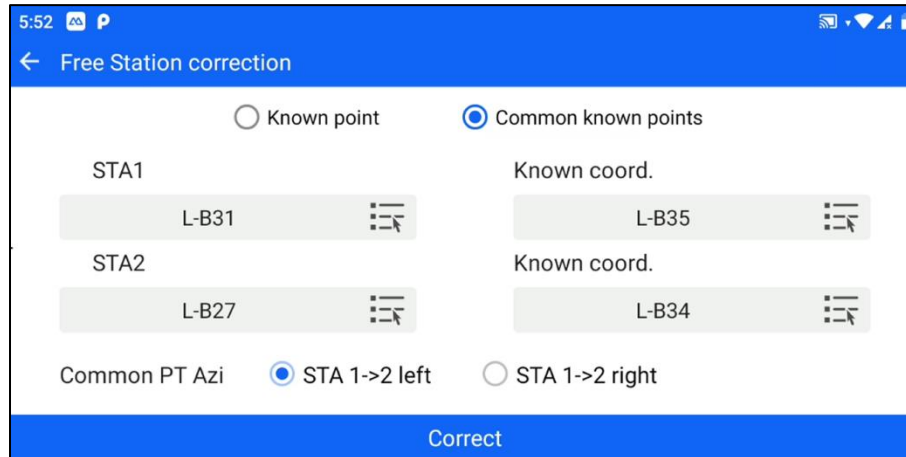 5:52
Free Station correction
Known point Common known points
STA1 Known coord.
L-B31 L-B35
STA2 Known coord.
L-B27 L-B34
Common PT Azi STA 1->2 left STA 1->2 right
Correct